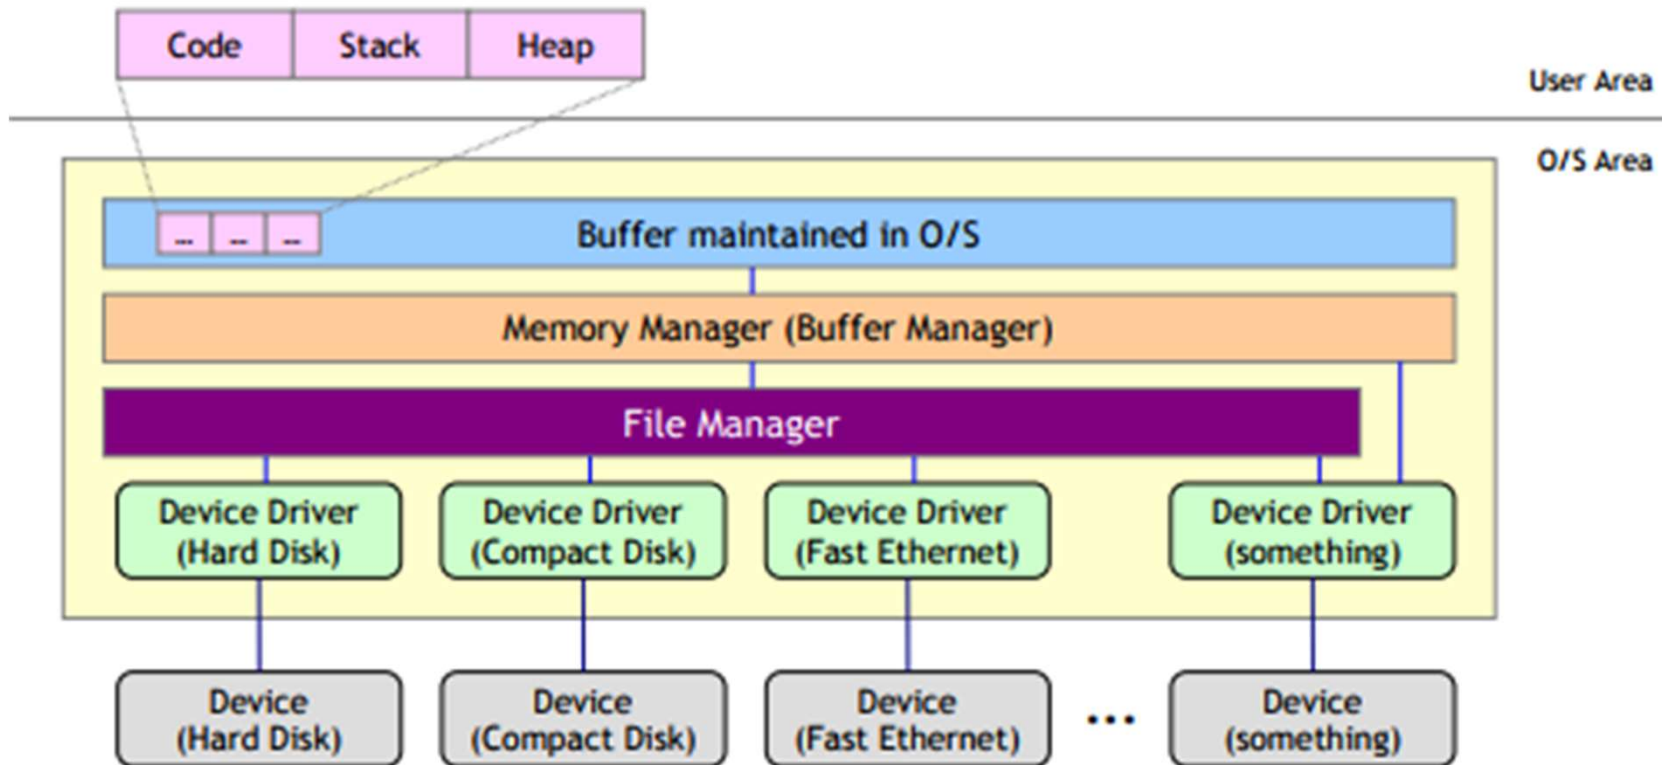 Code Stack Heap
User Area
O/S Area
... ... ...
Buffer maintained in O/S
Memory Manager (Buffer Manager)
File Manager
Device Driver
(Hard Disk)
Device Driver
(Compact Disk)
Device Driver
(Fast Ethernet)
Device Driver
(something)
Device
(Hard Disk)
Device
(Compact Disk)
Device
(Fast Ethernet)
...
Device
(something)